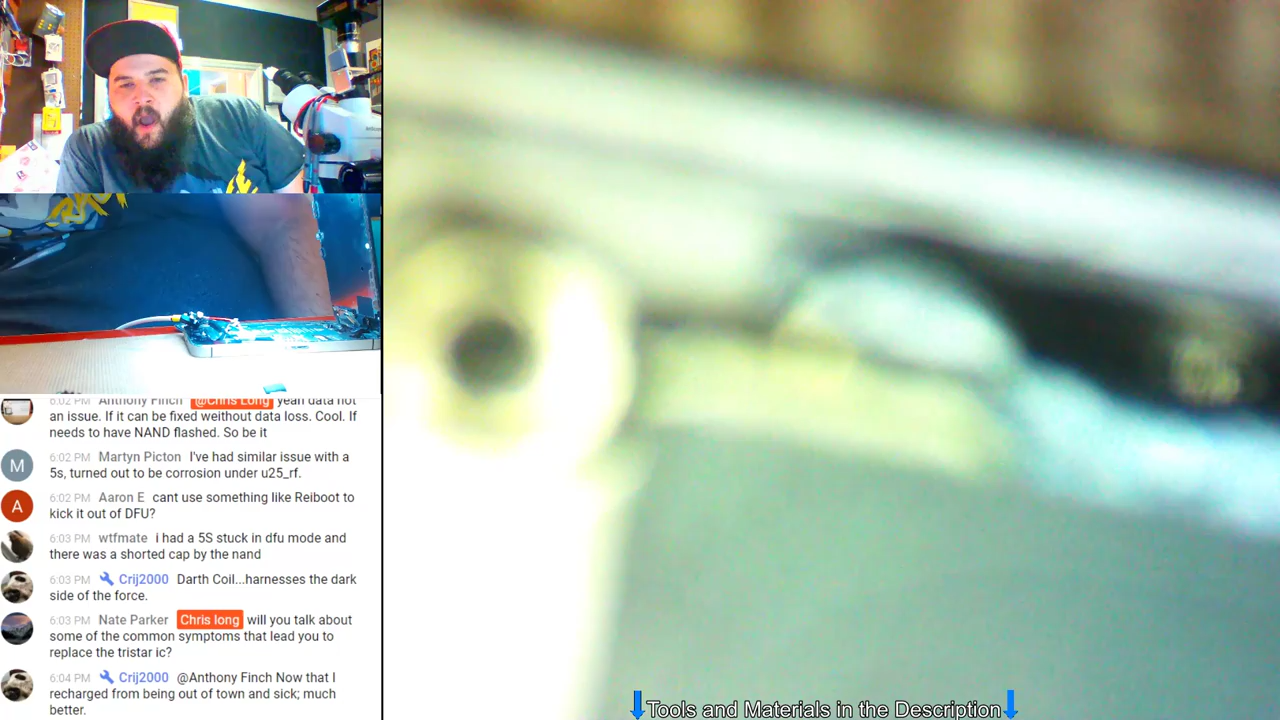 6:02 PM Anthony Finch @Chris Long yeah data not
an issue. If it can be fixed weithout data loss. Cool. If
needs to have NAND flashed. So be it
M 6:02 PM Martyn Picton I've had similar issue with a
5s, turned out to be corrosion under u25_rf.
A 6:02 PM Aaron E cant use something like Reiboot to
kick it out of DFU?
6:03 PM wtfmate i had a 5S stuck in dfu mode and
there was a shorted cap by the nand
6:03 PM Crij2000 Darth Coil...harnesses the dark
side of the force.
6:03 PM Nate Parker Chris long will you talk about
some of the common symptoms that lead you to
replace the tristar ic?
6:04 PM Crij2000 @Anthony Finch Now that I
recharged from being out of town and sick; much
better.
Tools and Materials in the Description